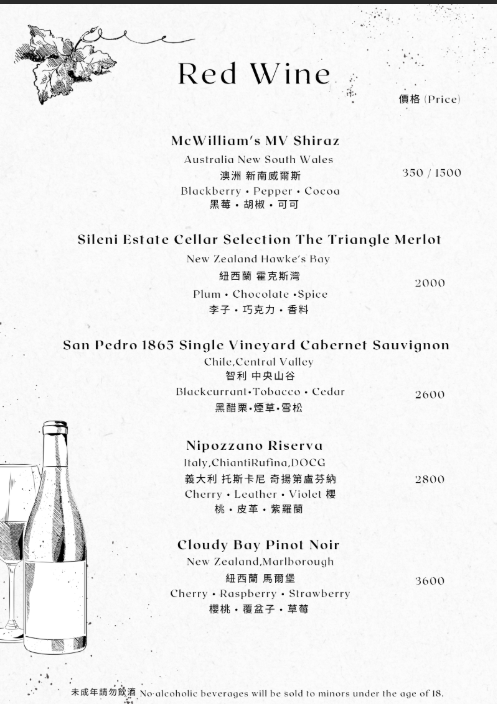 Red Wine
價格 (Price)
McWilliam's MV Shiraz
Australia New South Wales
澳洲 新南威爾斯
350 / 1500
Blackberry • Pepper • Cocoa
黑莓 • 胡椒 • 可可
Sileni Estate Cellar Selection The Triangle Merlot
New Zealand Hawke's Bay
紐西蘭 霍克斯灣
2000
Plum • Chocolate •Spice
李子 • 巧克力 • 香料
San Pedro 1865 Single Vineyard Cabernet Sauvignon
Chile,Central Valley
智利 中央山谷
Blackcurrant•Tobacco • Cedar
2600
黑醋栗•煙草•雪松
Nipozzano Riserva
Italy,ChiantiRufina,DOCG
義大利 托斯卡尼 奇揚第盧芬納
2800
Cherry • Leather • Violet 櫻
桃 • 皮革 • 紫羅蘭
Cloudy Bay Pinot Noir
New Zealand,Marlborough
紐西蘭 馬爾堡
3600
Cherry • Raspberry • Strawberry
櫻桃 • 覆盆子 • 草莓
未成年請勿飲酒 No alcoholic beverages will be sold to minors under the age of 18.